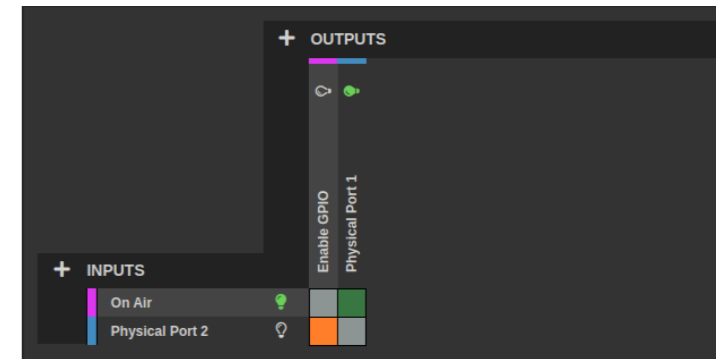 + OUTPUTS
Enable GPIO
Physical Port 1
+ INPUTS
On Air
Physical Port 2